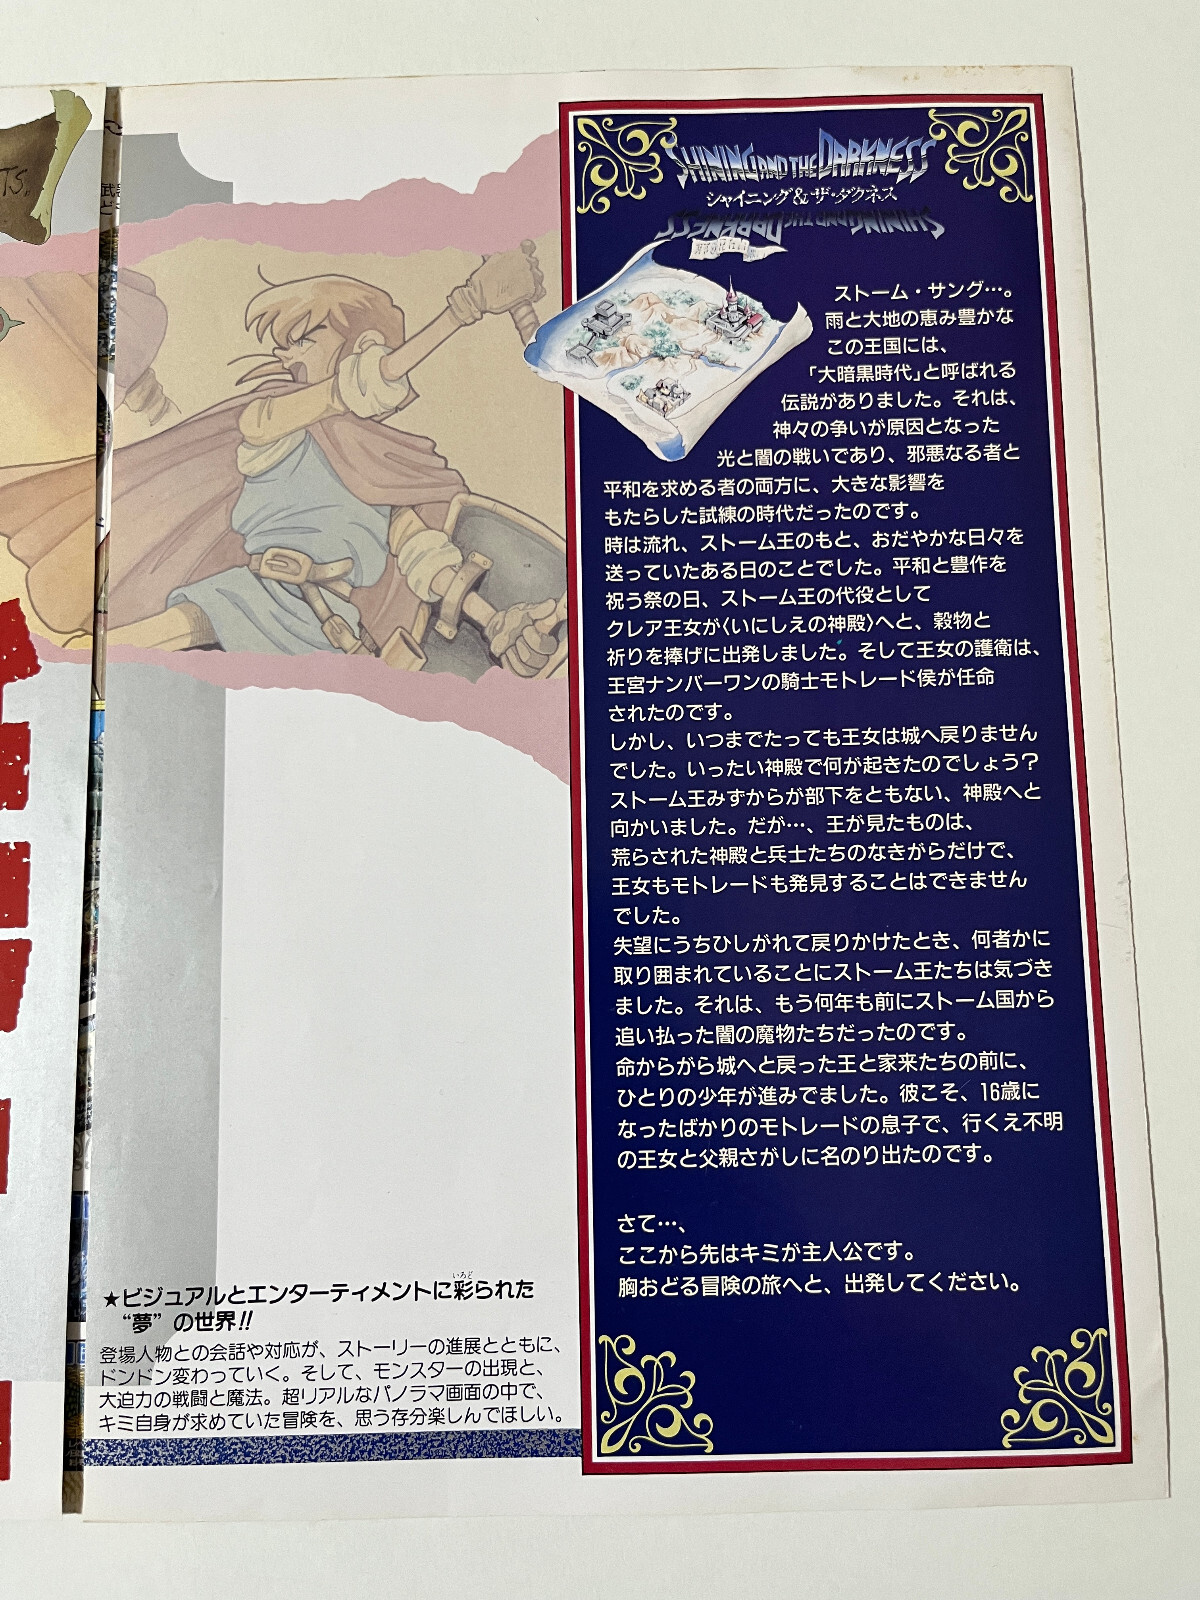 TS.
SHINING AND THE DARKNESS
シャイニング&ザ・ダクネス
ストーム・サング…。
雨と大地の恵み豊かな
この王国には、
「大暗黒時代」と呼ばれる
伝説がありました。それは、
神々の争いが原因となった
光と闇の戦いであり、邪悪なる者と
平和を求める者の両方に、大きな影響を
もたらした試練の時代だったのです。
時は流れ、ストーム王のもと、おだやかな日々を
送っていたある日のことでした。平和と豊作を
祝う祭の日、ストーム王の代役として
クレア王女が〈いにしえの神殿〉へと、穀物と
祈りを捧げに出発しました。そして王女の護衛は、
王宮ナンバーワンの騎士モトレード侯が任命
されたのです。
しかし、いつまでたっても王女は城へ戻りません
でした。いったい神殿で何が起きたのでしょう?
ストーム王みずからが部下をともない、神殿へと
向かいました。だが…、王が見たものは、
荒らされた神殿と兵士たちのなきがらだけで、
王女もモトレードも発見することはできません
でした。
失望にうちひしがれて戻りかけたとき、何者かに
取り囲まれていることにストーム王たちは気づき
ました。それは、もう何年も前にストーム国から
追い払った闇の魔物たちだったのです。
命からがら城へと戻った王と家来たちの前に、
ひとりの少年が進みでました。彼こそ、16歳に
なったばかりのモトレードの息子で、行くえ不明
の王女と父親さがしに名のり出たのです。
さて…、
ここから先はキミが主人公です。
胸おどる冒険の旅へと、出発してください。
いろど
★ビジュアルとエンターティメントに彩られた
“夢”の世界!!
登場人物との会話や対応が、ストーリーの進展とともに、
ドンドン変わっていく。そして、モンスターの出現と、
大迫力の戦闘と魔法。超リアルなパノラマ画面の中で、
キミ自身が求めていた冒険を、思う存分楽しんでほしい。